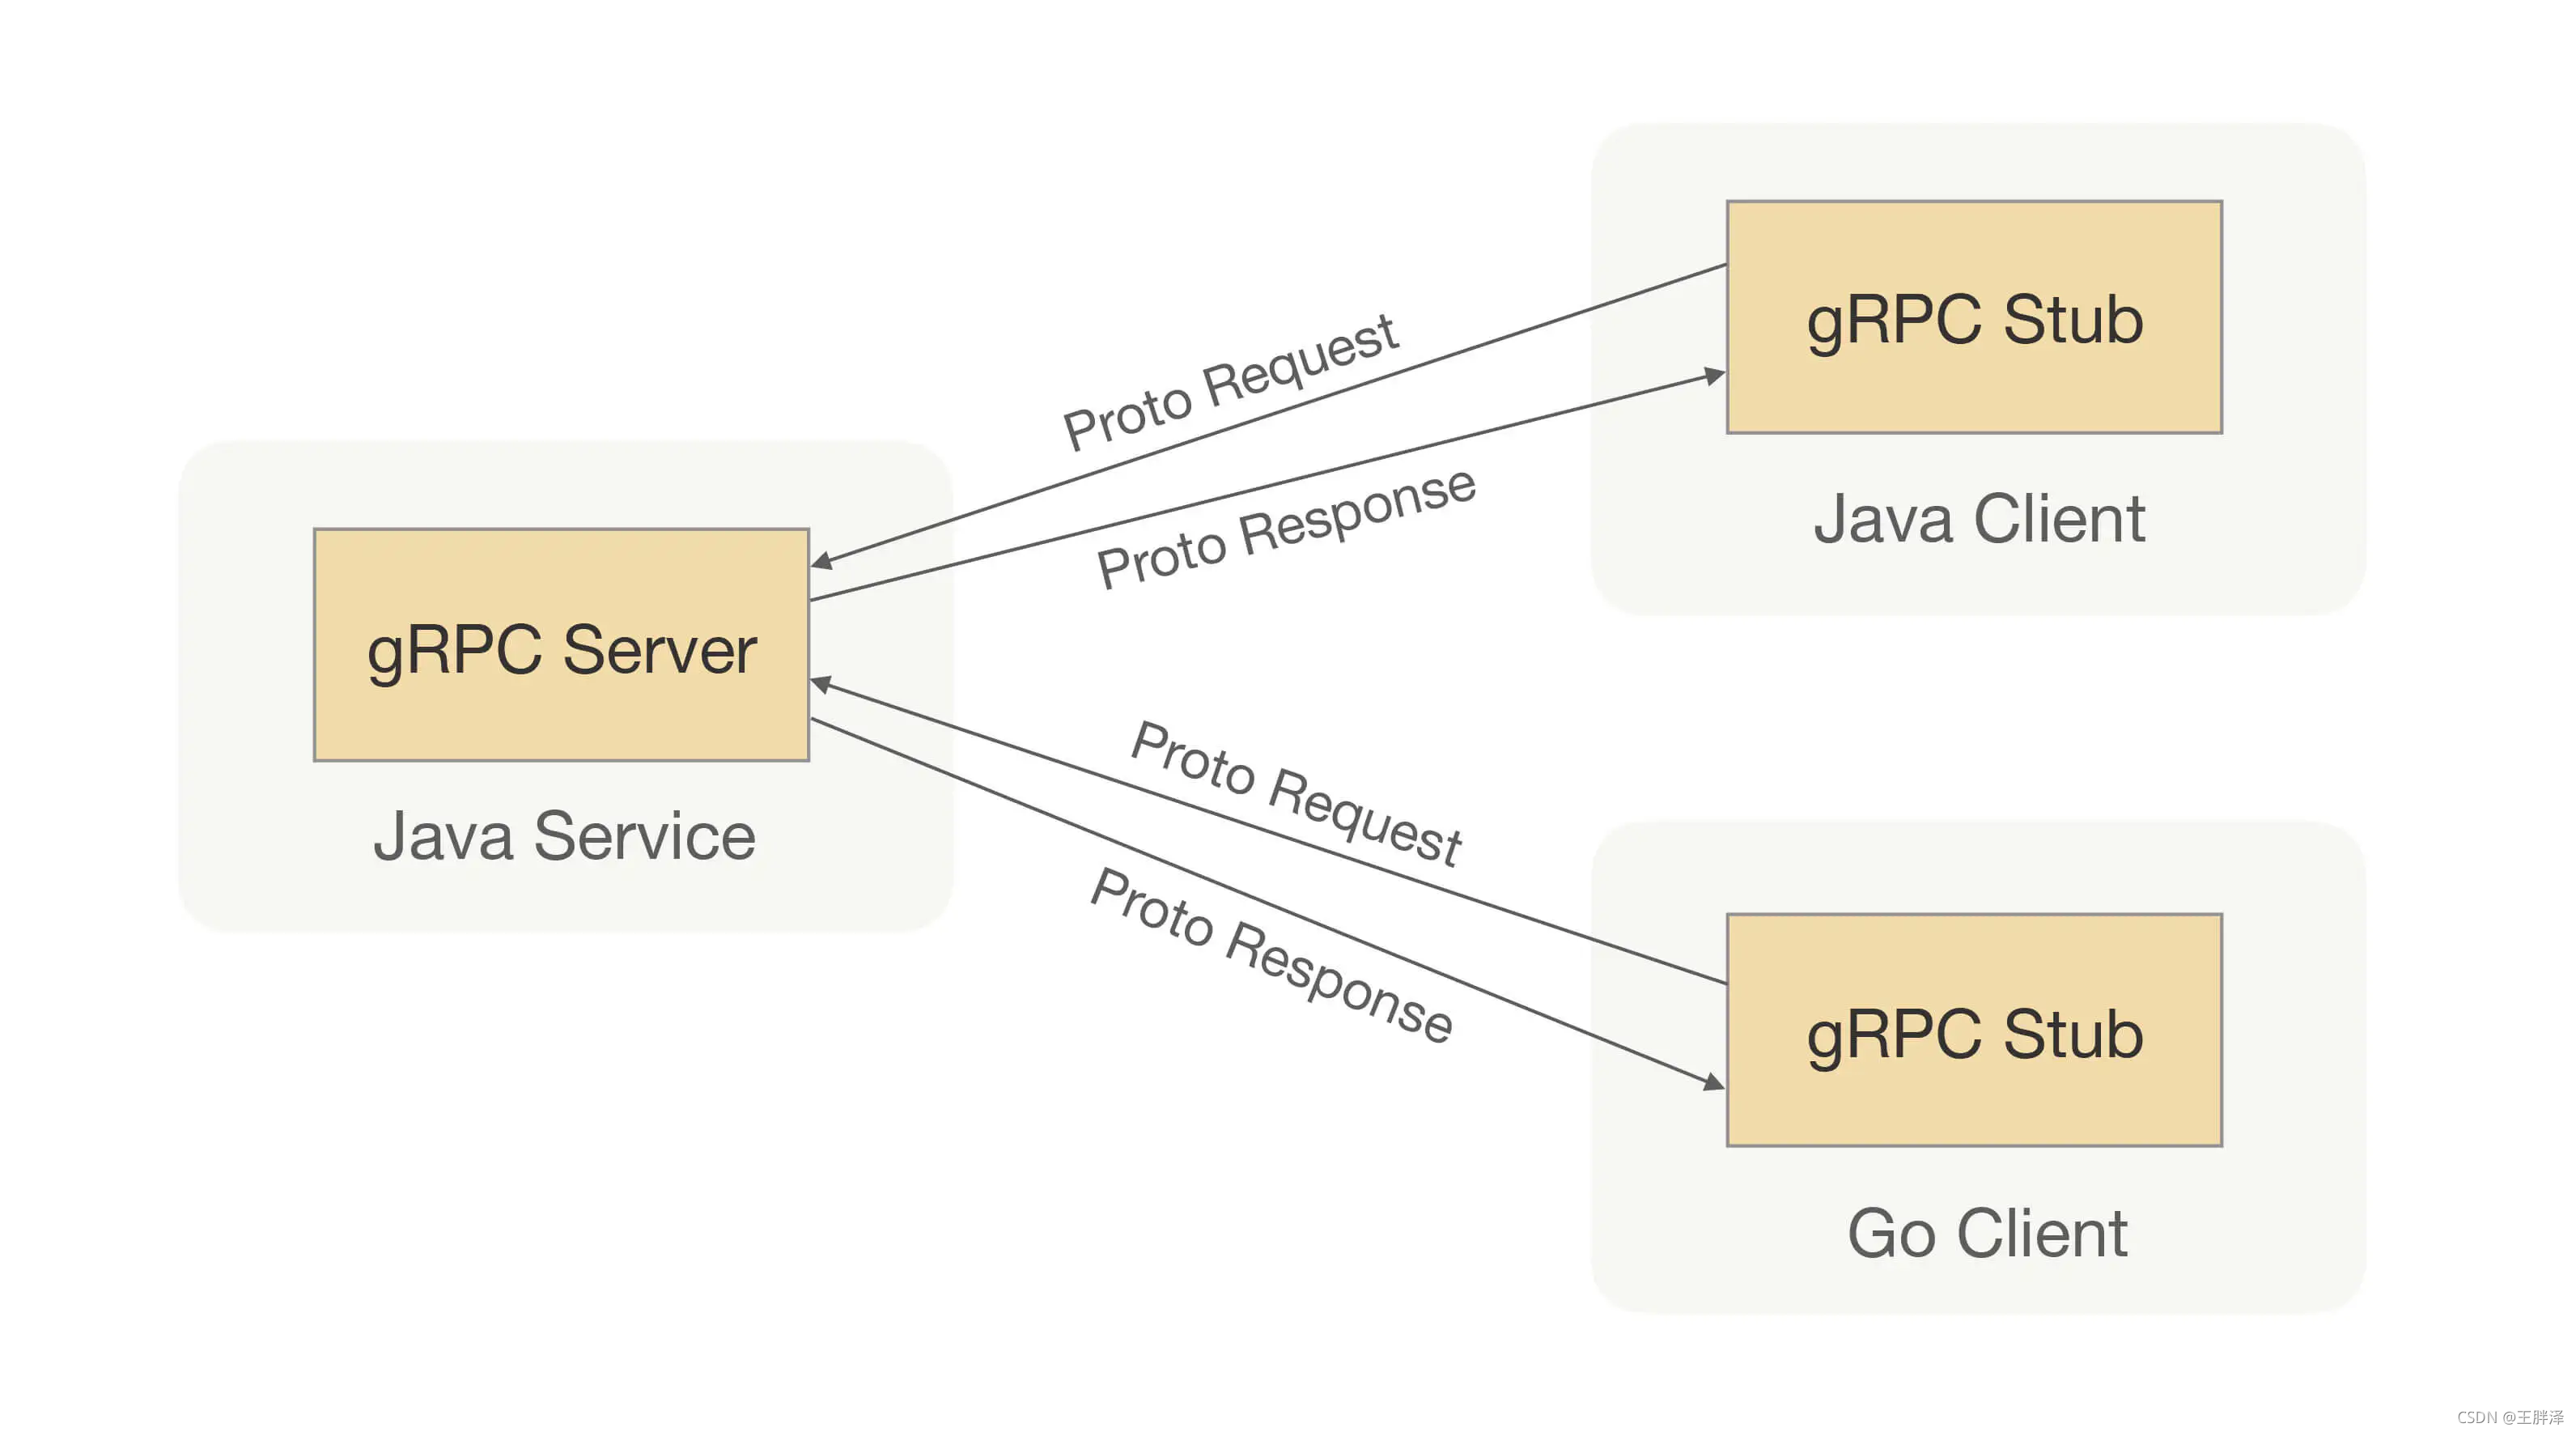 gRPC Server
Java Service
Proto Request
Proto Response
gRPC Stub
Java Client
Proto Request
Proto Response
gRPC Stub
Go Client
CSDN @王胖泽